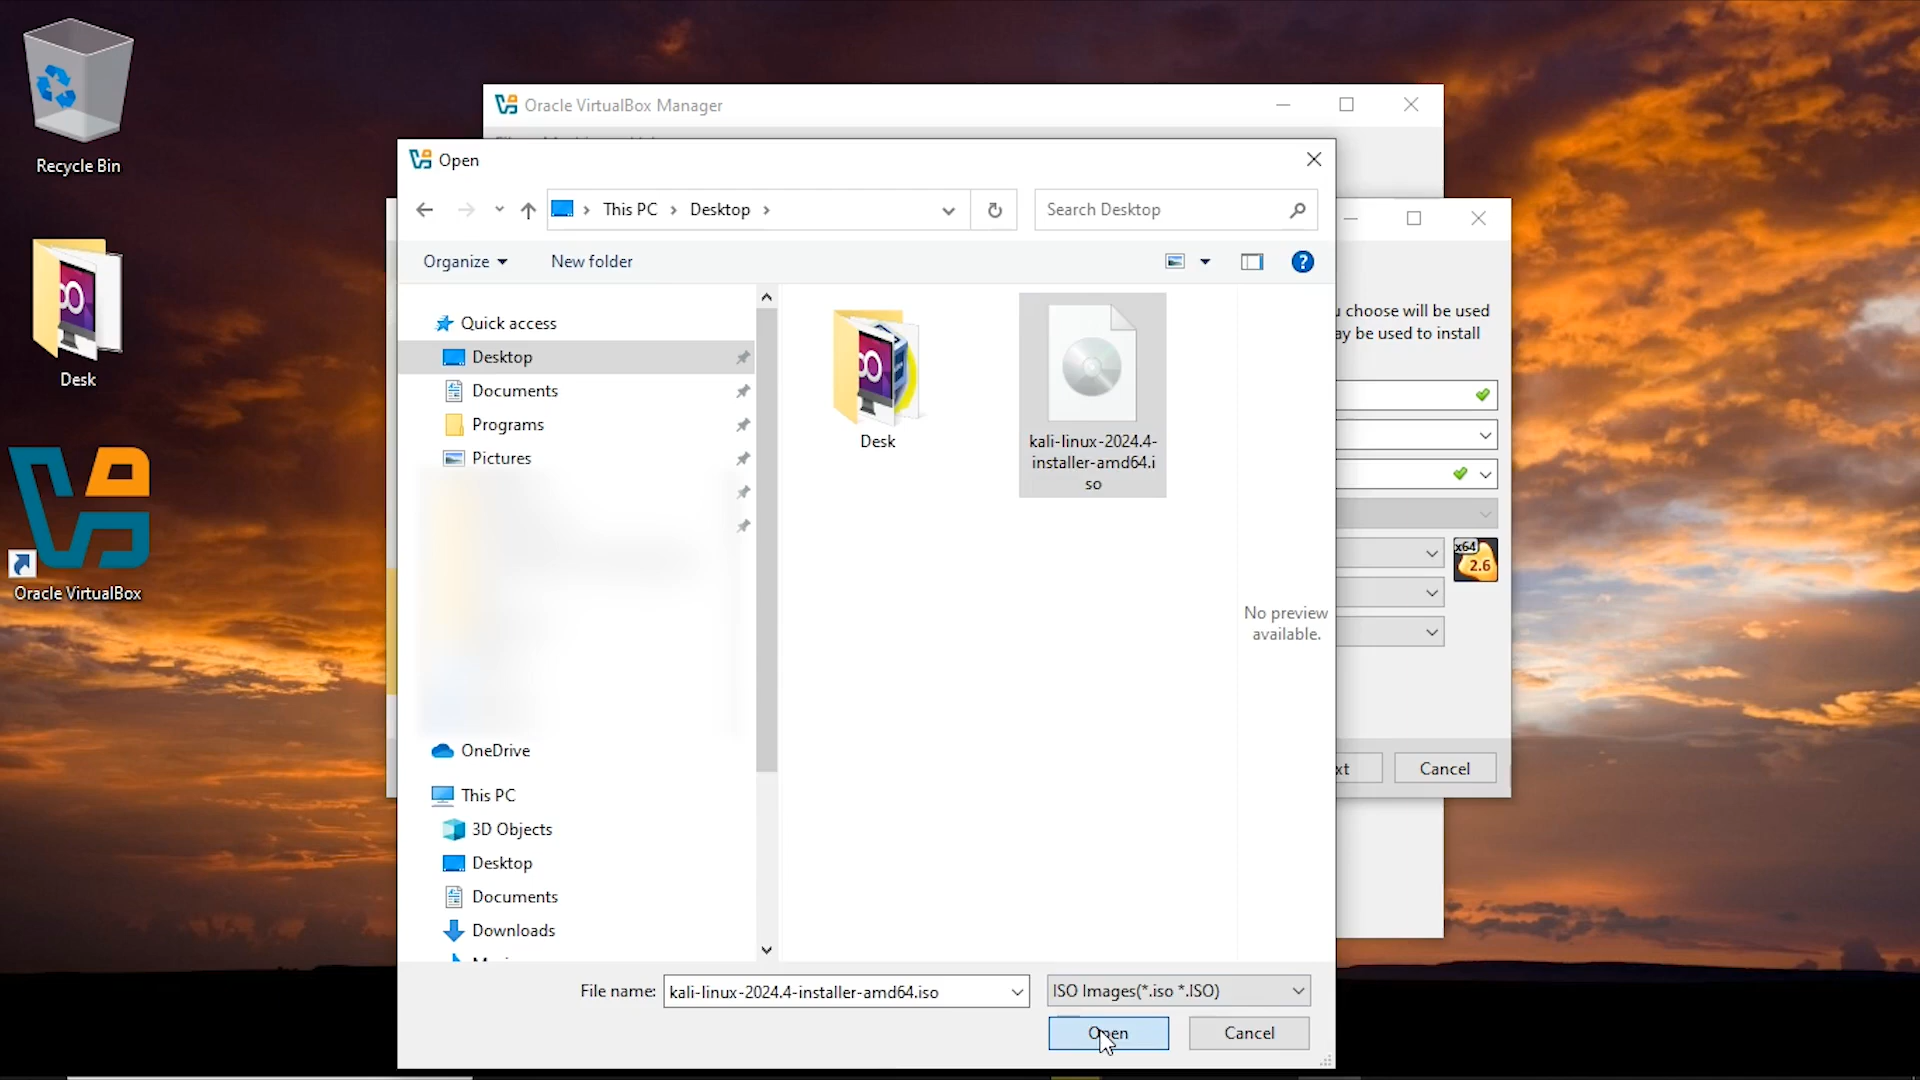 Recycle Bin
Desk
Oracle VirtualBox
Oracle VirtualBox Manager
Open
This PC
Desktop
Search Desktop
Organize
New folder
?
Quick access
Desktop
Documents
Programs
Pictures
OneDrive
This PC
3D Objects
Desktop
Documents
Downloads
Desk
kali-linux-2024.4-
installer-amd64.i
so
No preview
available.
choose will be used
ay be used to install
x64
2.6
xt
Cancel
File name:
kali-linux-2024.4-installer-amd64.iso
ISO Images(*.iso *.ISO)
Open
Cancel